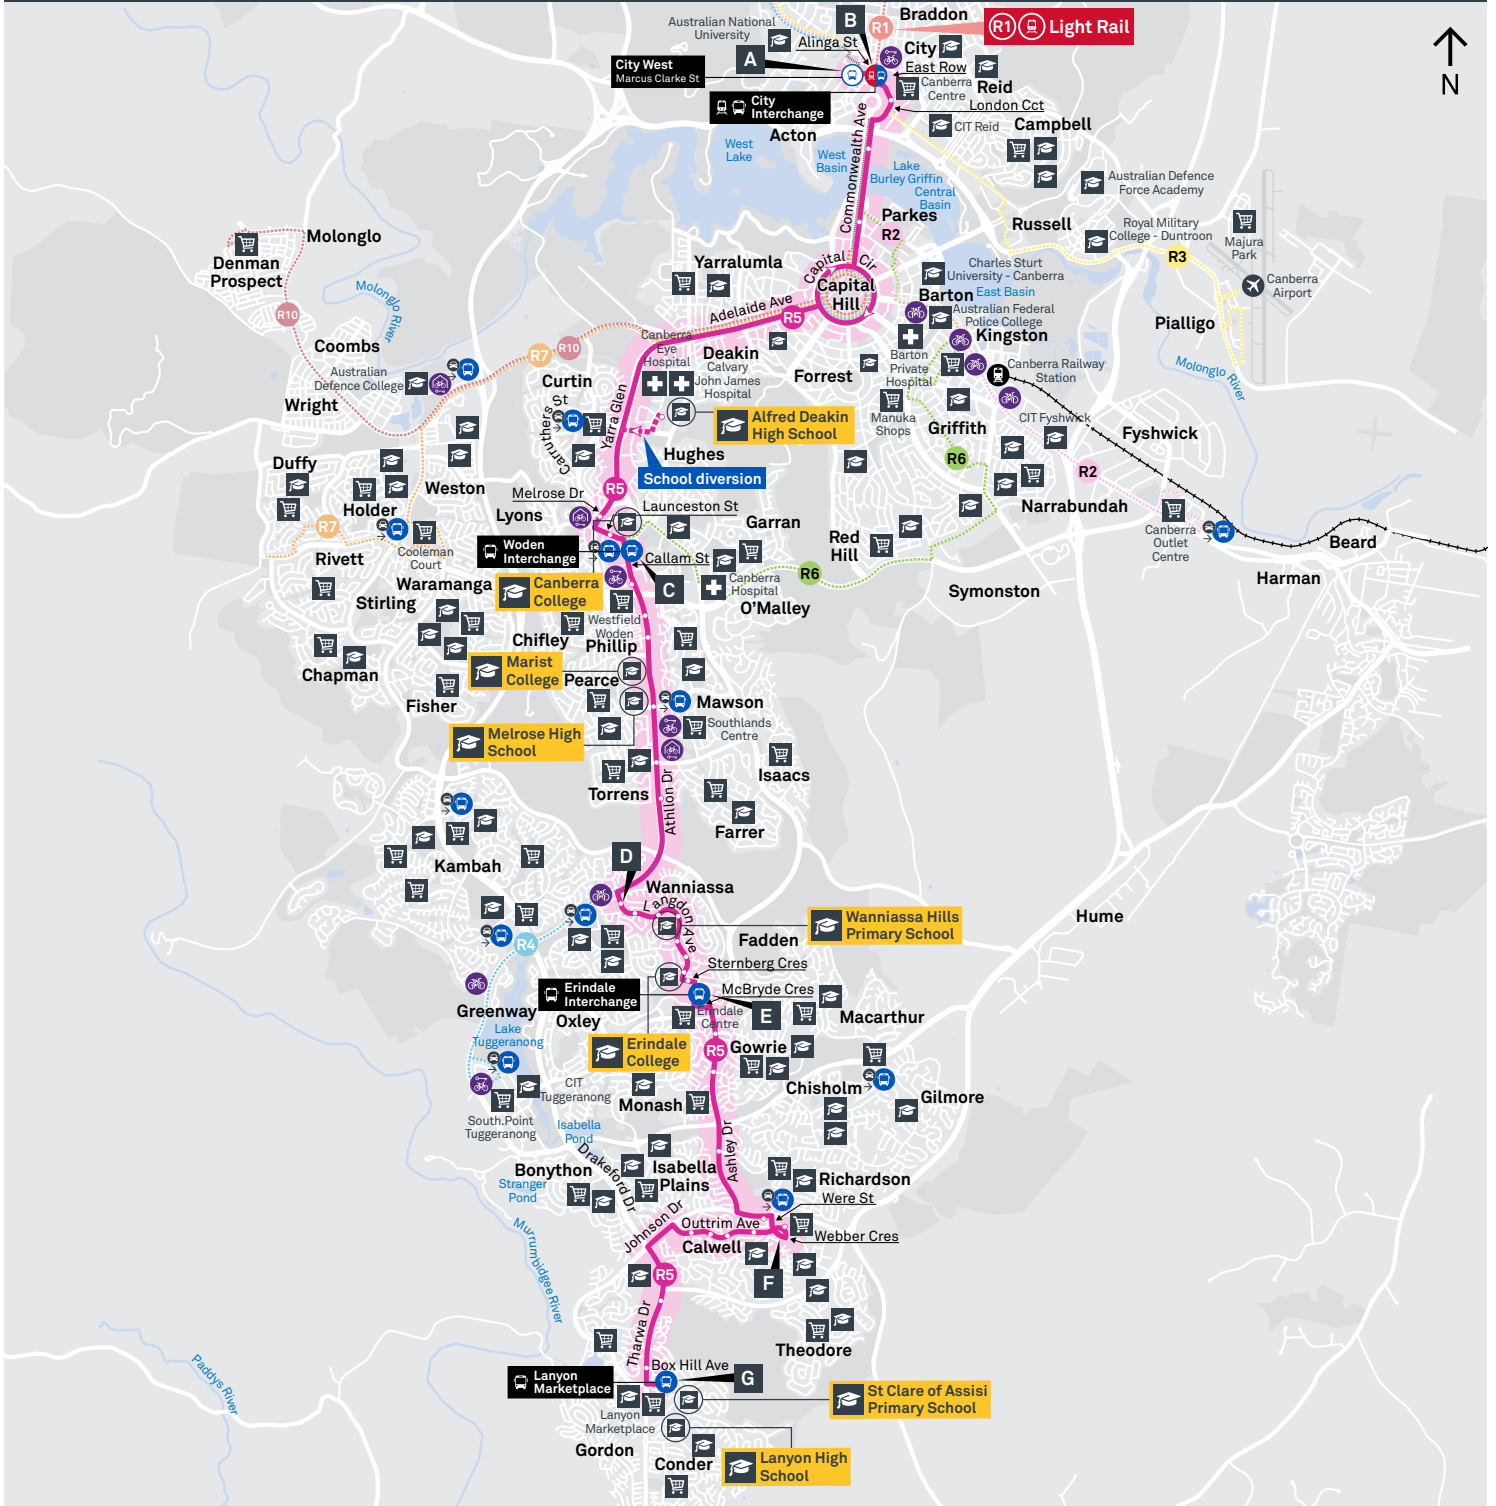 Australian National
University
B
R1
Braddon
R1 Light Rail
Alinga St
City
N
City West
Marcus Clarke St
A
East Row
Canberra
Centre
Reid
City
Interchange
London Cct
Acton
CIT Reid
Campbell
West
Lake
West
Basin
Commonwealth Ave
Lake
Burley Griffin
Central
Basin
Australian Defence
Force Academy
Parkes
R2
Russell
Royal Military
College - Duntroon
R3
Majura
Park
Molonglo
Denman
Prospect
Yarralumla
Capital Cir
Charles Sturt
University - Canberra
East Basin
Canberra
Airport
Molonglo River
Capital
Hill
Barton
Adelaide Ave
R5
Australian Federal
Police College
Pialligo
R10
Kingston
Coombs
R7
R10
Canberra
Eye
Hospital
Deakin
Calvary
John James
Hospital
Forrest
Barton
Private
Hospital
Canberra Railway
Station
Molonglo River
Australian
Defence College
Curtin
Wright
Carruthers St
Yarra Glen
Alfred Deakin
High School
Manuka
Shops
Griffith
CIT Fyshwick
Fyshwick
Hughes
School diversion
Duffy
R6
R2
Weston
R5
Melrose Dr
Launceston St
Holder
Lyons
Garran
Narrabundah
R7
Cooleman
Court
Rivett
Woden
Interchange
Callam St
Red
Hill
Canberra
Outlet
Centre
Beard
Waramanga
Canberra
College
C
Canberra
Hospital
R6
Harman
Symonston
Stirling
O'Malley
Westfield
Woden
Chifley
Phillip
Marist
College
Pearce
Chapman
Fisher
Mawson
Southlands
Centre
Melrose High
School
Isaacs
Torrens
Athllon Dr
Farrer
Kambah
D
Wanniassa
Langdon Ave
Wanniassa Hills
Primary School
Hume
R4
Fadden
Sternberg Cres
Erindale
Interchange
McBryde Cres
Greenway
Oxley
Erindale
Centre
E
Macarthur
Lake
Tuggeranong
Erindale
College
R5
Gowrie
CIT
Tuggeranong
Chisholm
Gilmore
Monash
South.Point
Tuggeranong
Isabella
Pond
Ashley Dr
Bonython
Drakeford Dr
Isabella
Plains
Richardson
Stranger
Pond
Were St
Johnson Dr
Outtrim Ave
Calwell
Webber Cres
Murrumbidgee River
R5
F
Tharwa Dr
Theodore
Paddys River
Box Hill Ave
Lanyon
Marketplace
G
St Clare of Assisi
Primary School
Lanyon
Marketplace
Gordon
Conder
Lanyon High
School